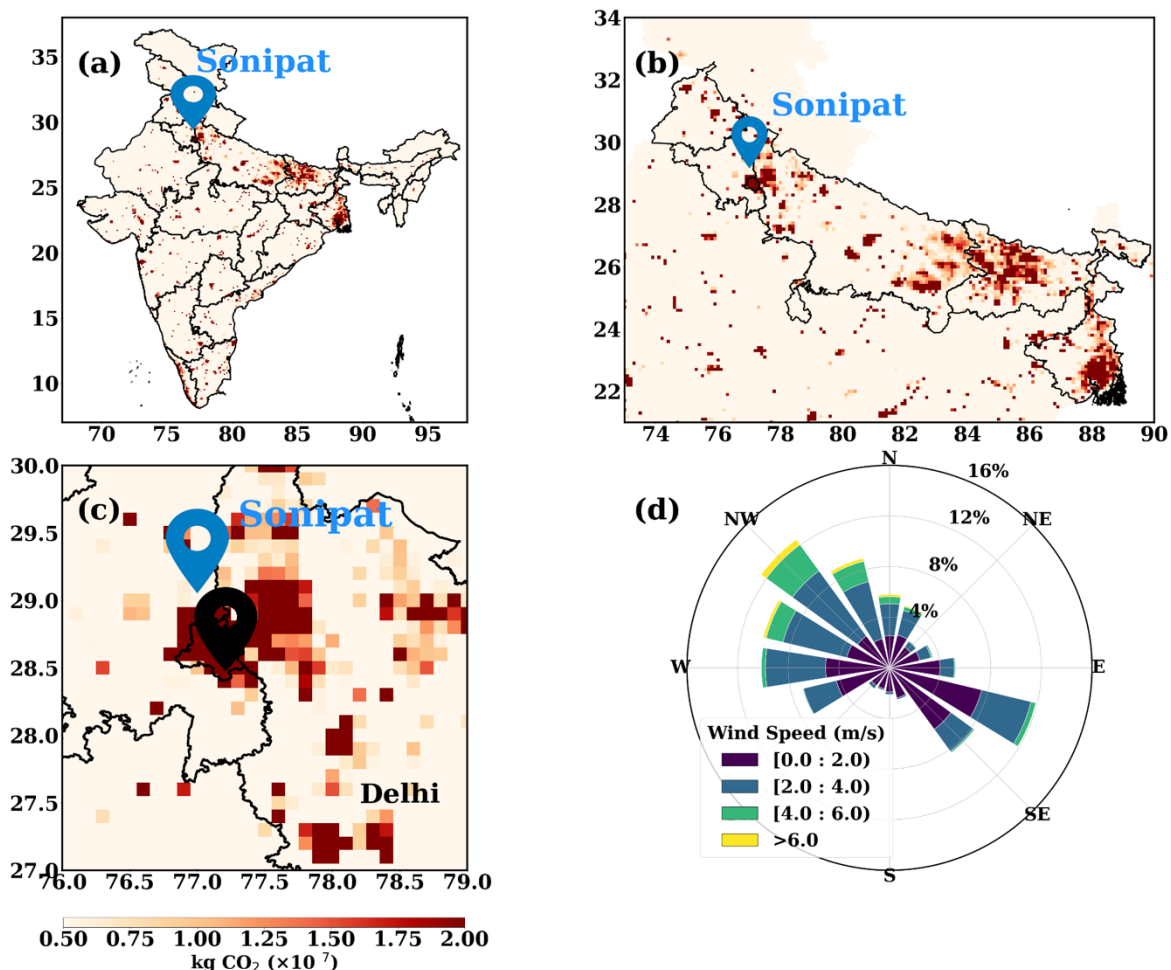 (a)
Sonipat
35
30
25
20
15
10
70 75 80 85 90 95
(b)
Sonipat
34
32
30
28
26
24
22
74 76 78 80 82 84 86 88 90
(c)
Sonipat
Delhi
30.0
29.5
29.0
28.5
28.0
27.5
27.0
76.0 76.5 77.0 77.5 78.0 78.5 79.0
0.50 0.75 1.00 1.25 1.50 1.75 2.00
kg CO₂ (×10 ⁷)
(d)
N
NE
E
SE
S
W
NW
4%
8%
12%
16%
Wind Speed (m/s)
[0.0 : 2.0)
[2.0 : 4.0)
[4.0 : 6.0)
>6.0